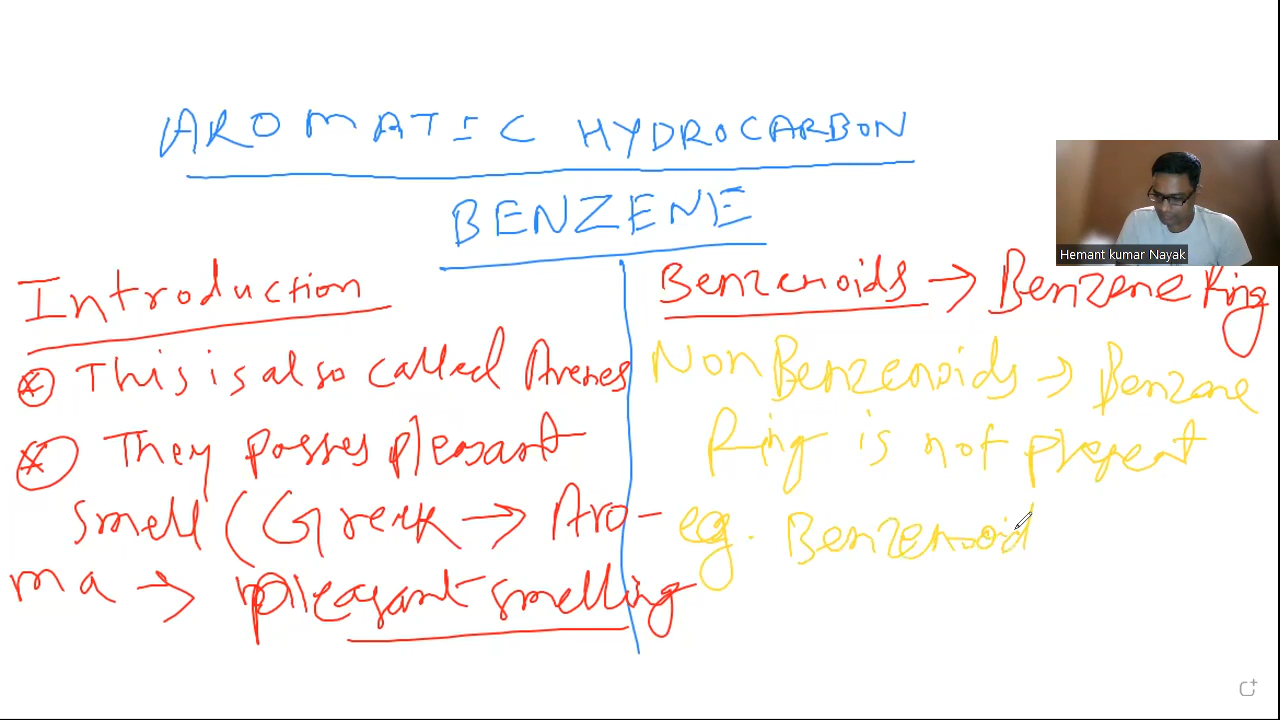 AROMATIC HYDROCARBON
BENZENE
Hemant kumar Nayak
Introduction
This is also called Arenes
They posses pleasant
smell (Greek → Aro-
ma → pleasant smelling
Benzenoids → Benzene Ring
Non Benzenoids → Benzene
Ring is not present
eg. Benzenoid